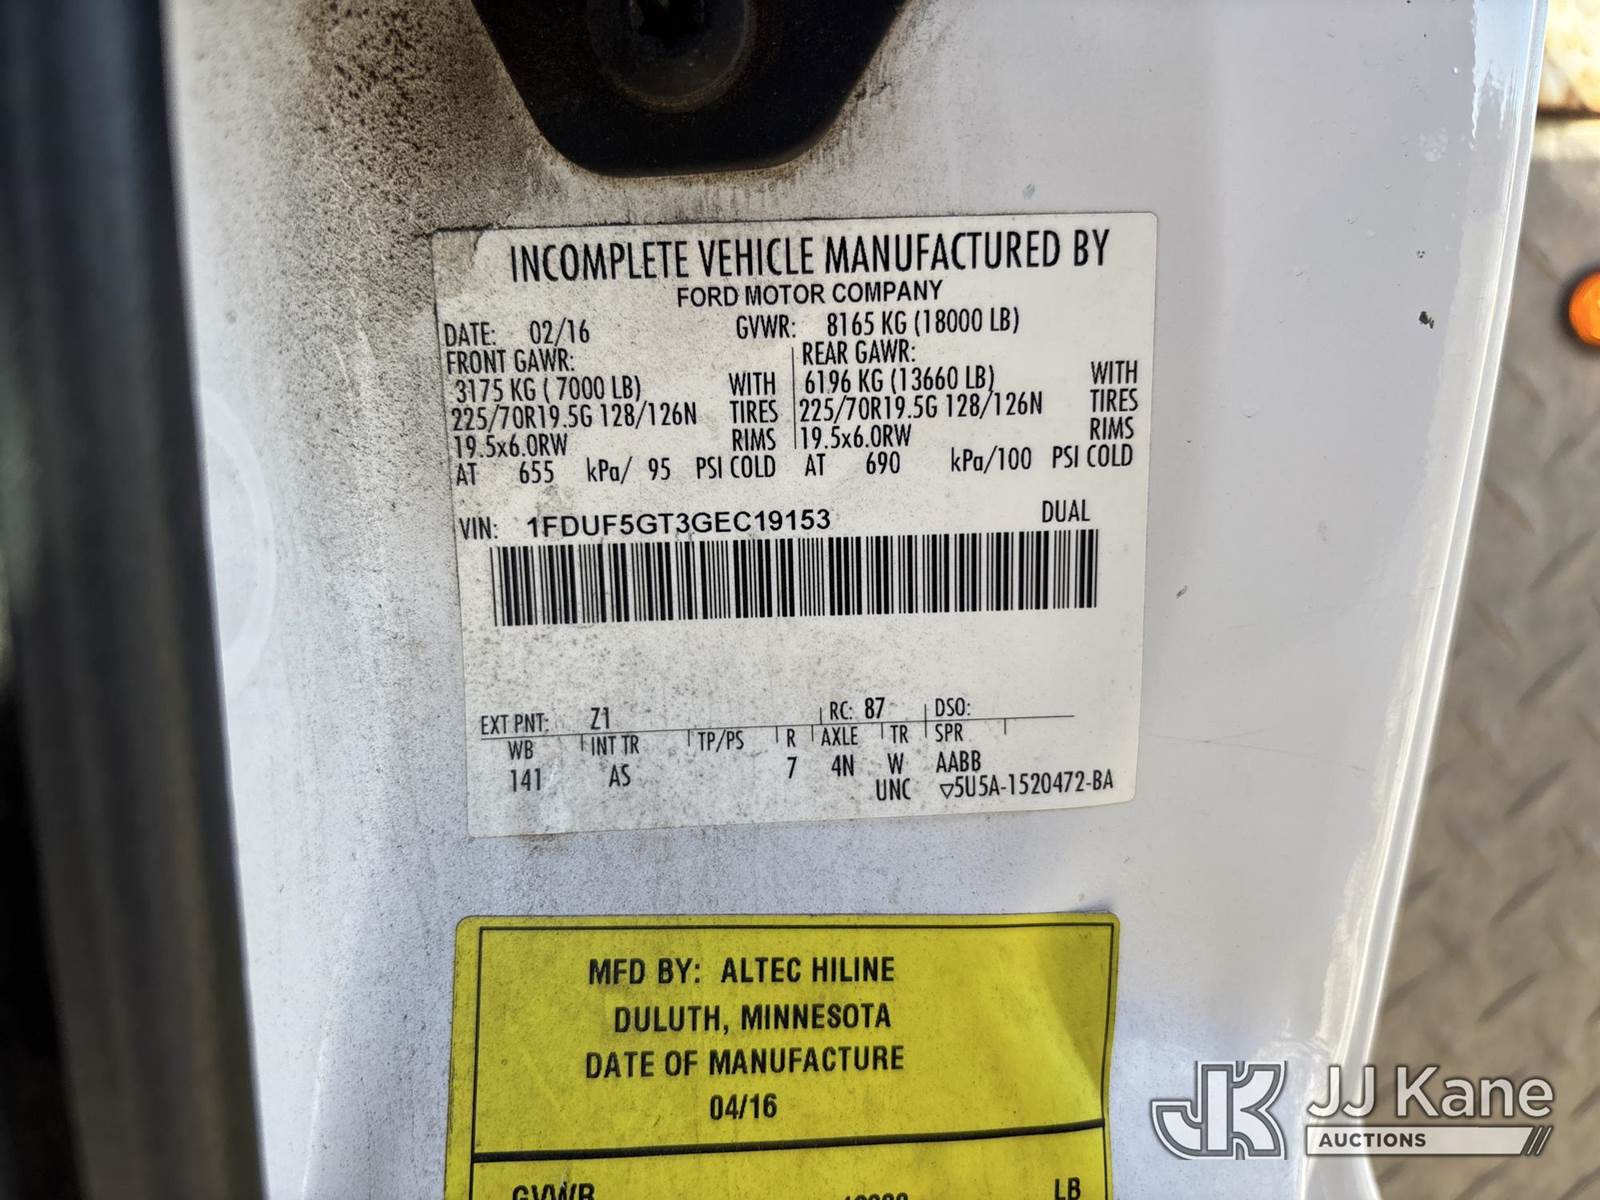 INCOMPLETE VEHICLE MANUFACTURED BY
FORD MOTOR COMPANY
DATE: 02/16 GVWR: 8165 KG (18000 LB)
FRONT GAWR: REAR GAWR:
3175 KG ( 7000 LB) WITH 6196 KG (13660 LB) WITH
225/70R19.5G 128/126N TIRES 225/70R19.5G 128/126N TIRES
19.5x6.0RW RIMS 19.5x6.0RW RIMS
AT 655 kPa/ 95 PSI COLD AT 690 kPa/100 PSI COLD
VIN: 1FDUF5GT3GEC19153 DUAL
EXT PNT: Z1 RC: 87 DSO:
WB INT TR TP/PS R AXLE TR SPR
141 AS 7 4N W AABB
UNC ▽5U5A-1520472-BA
MFD BY: ALTEC HILINE
DULUTH, MINNESOTA
DATE OF MANUFACTURE
04/16
GVWR LB
JK JJ Kane
AUCTIONS